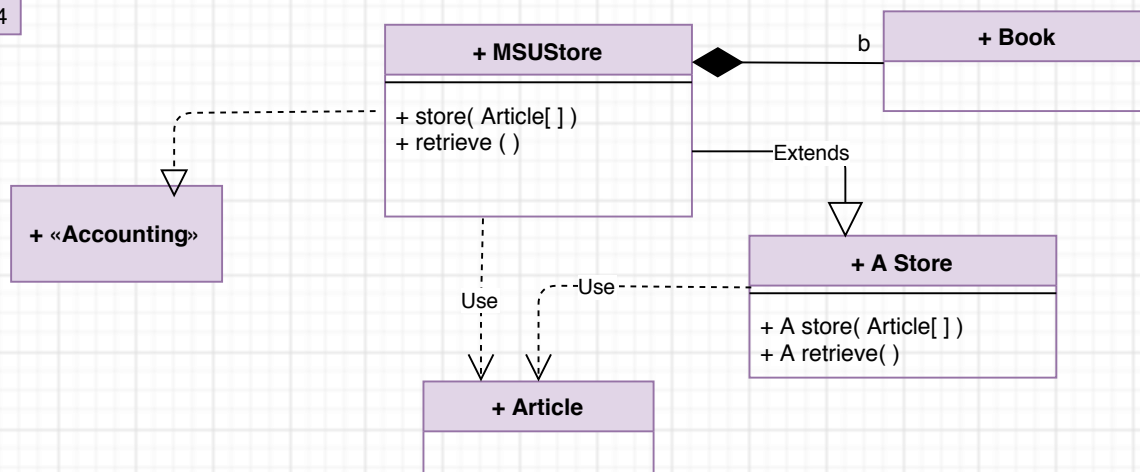 4
+ MSUStore
b
+ Book
+ store( Article[ ] )
+ retrieve ( )
Extends
+ «Accounting»
+ A Store
Use
Use
+ A store( Article[ ] )
+ A retrieve( )
+ Article